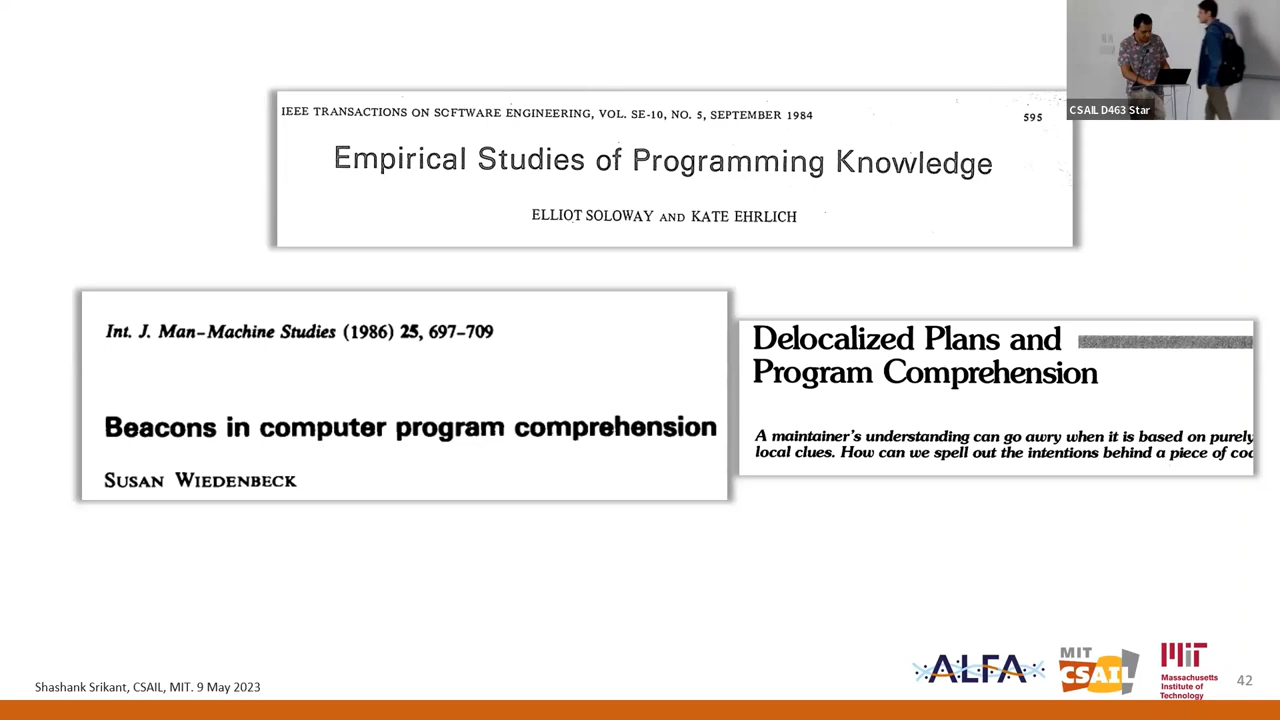 CSAIL D463 Star
IEEE TRANSACTIONS ON SOFTWARE ENGINEERING, VOL. SE-10, NO. 5, SEPTEMBER 1984
595
Empirical Studies of Programming Knowledge
ELLIOT SOLOWAY AND KATE EHRLICH
Int. J. Man–Machine Studies (1986) 25, 697–709
Beacons in computer program comprehension
SUSAN WIEDENBECK
Delocalized Plans and
Program Comprehension
A maintainer's understanding can go awry when it is based on purely
local clues. How can we spell out the intentions behind a piece of
Shashank Srikant, CSAIL, MIT. 9 May 2023
ALFA
MIT
CSAIL
MIT
Massachusetts
Institute of
Technology
42